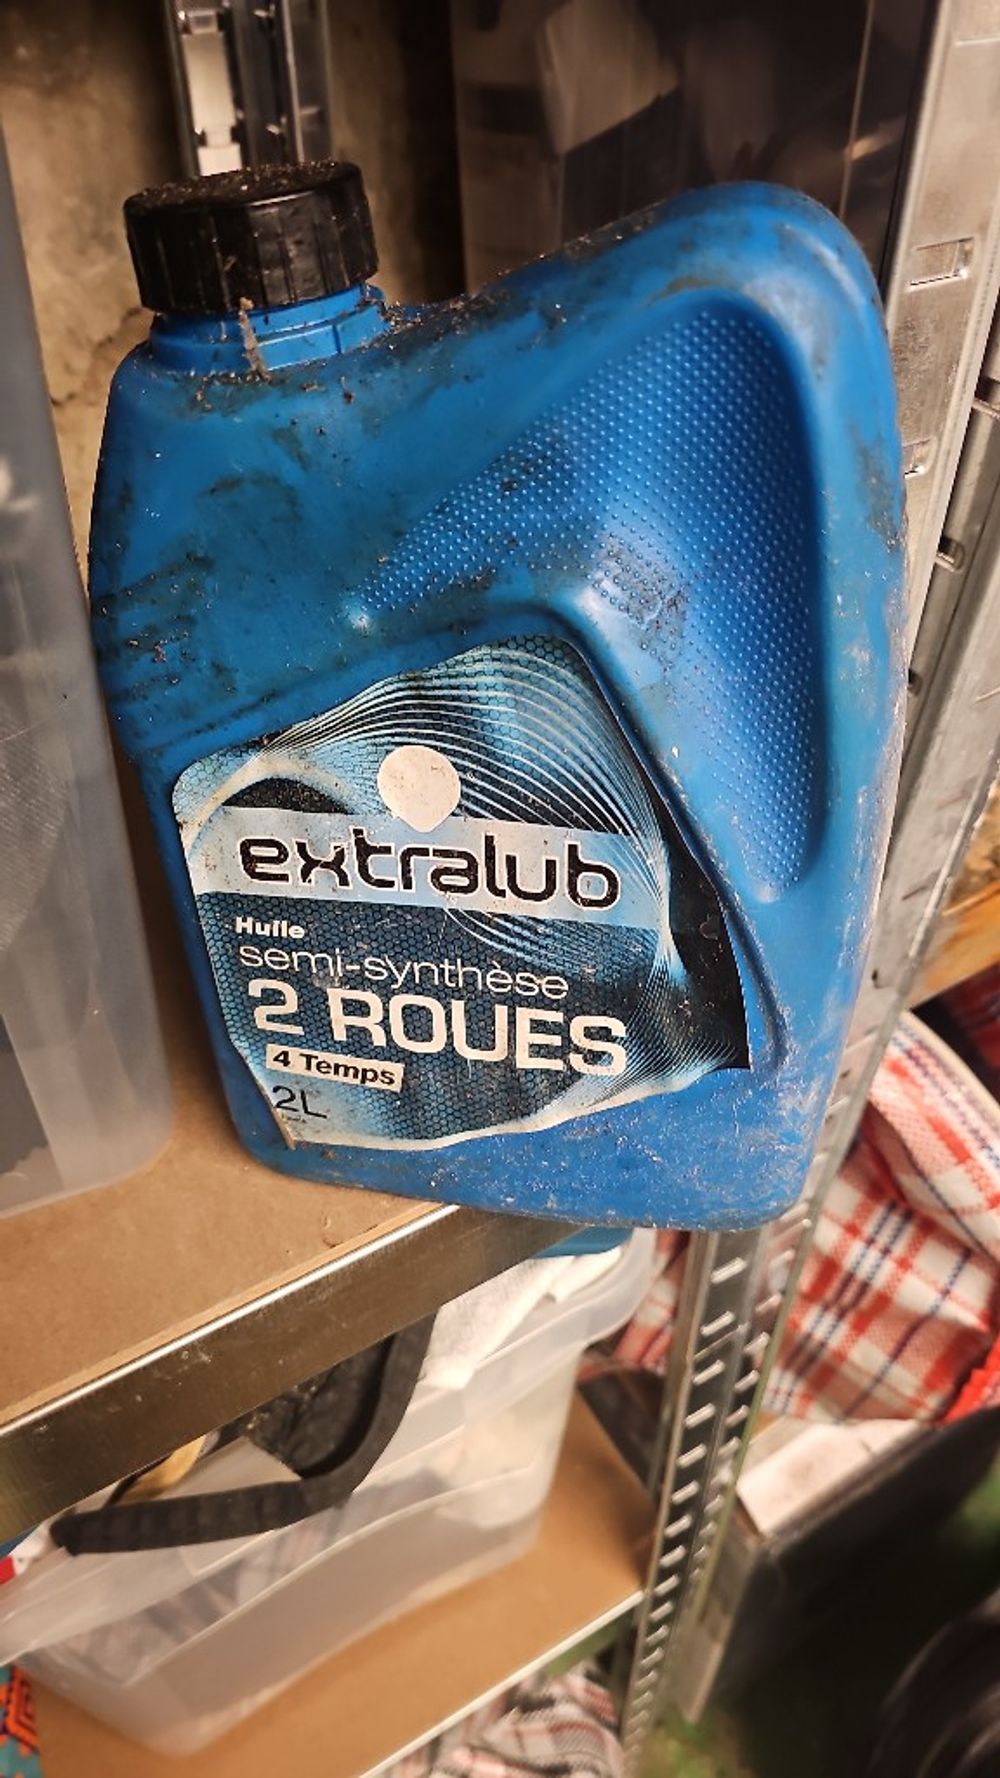 extralub
Huile
semi-synthèse
2 ROUES
4 Temps
2L